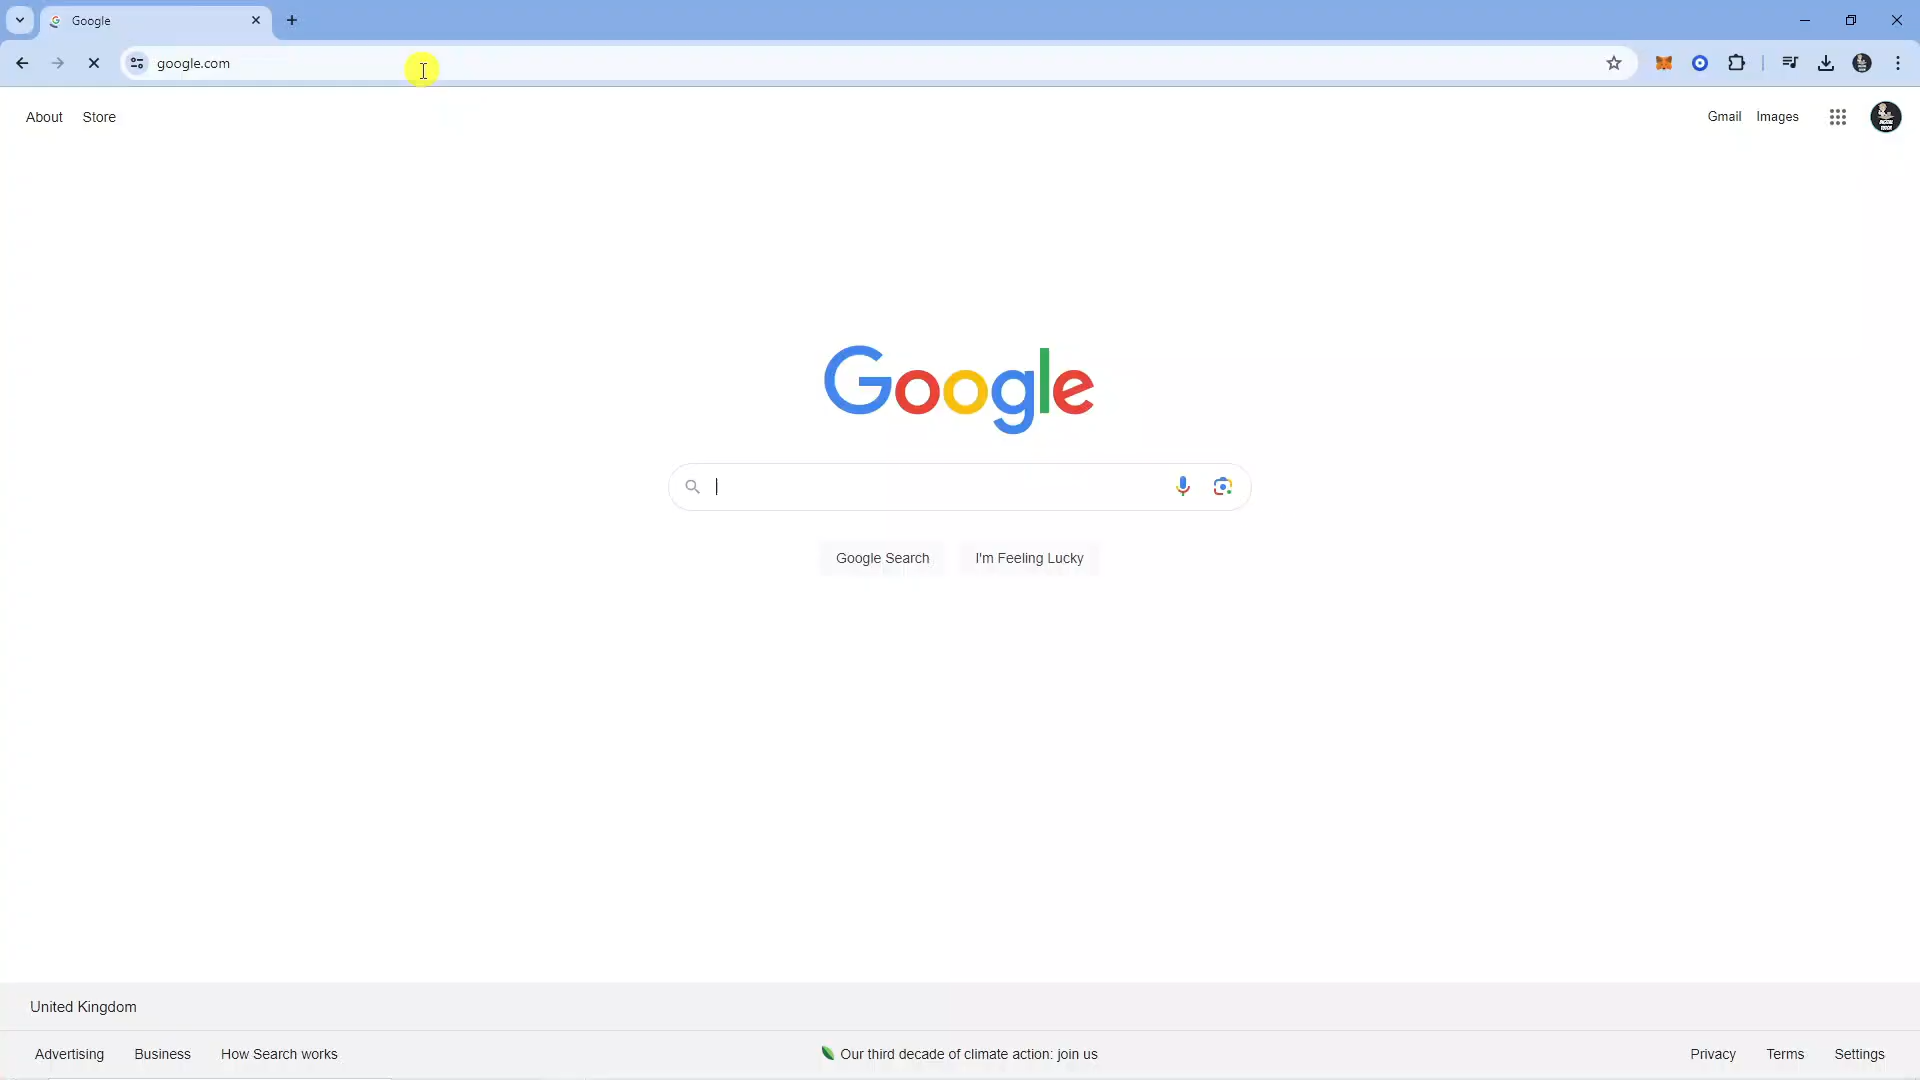 Google
google.com
About Store
Gmail Images
Google
Google Search I'm Feeling Lucky
United Kingdom
Advertising Business How Search works
Our third decade of climate action: join us
Privacy Terms Settings